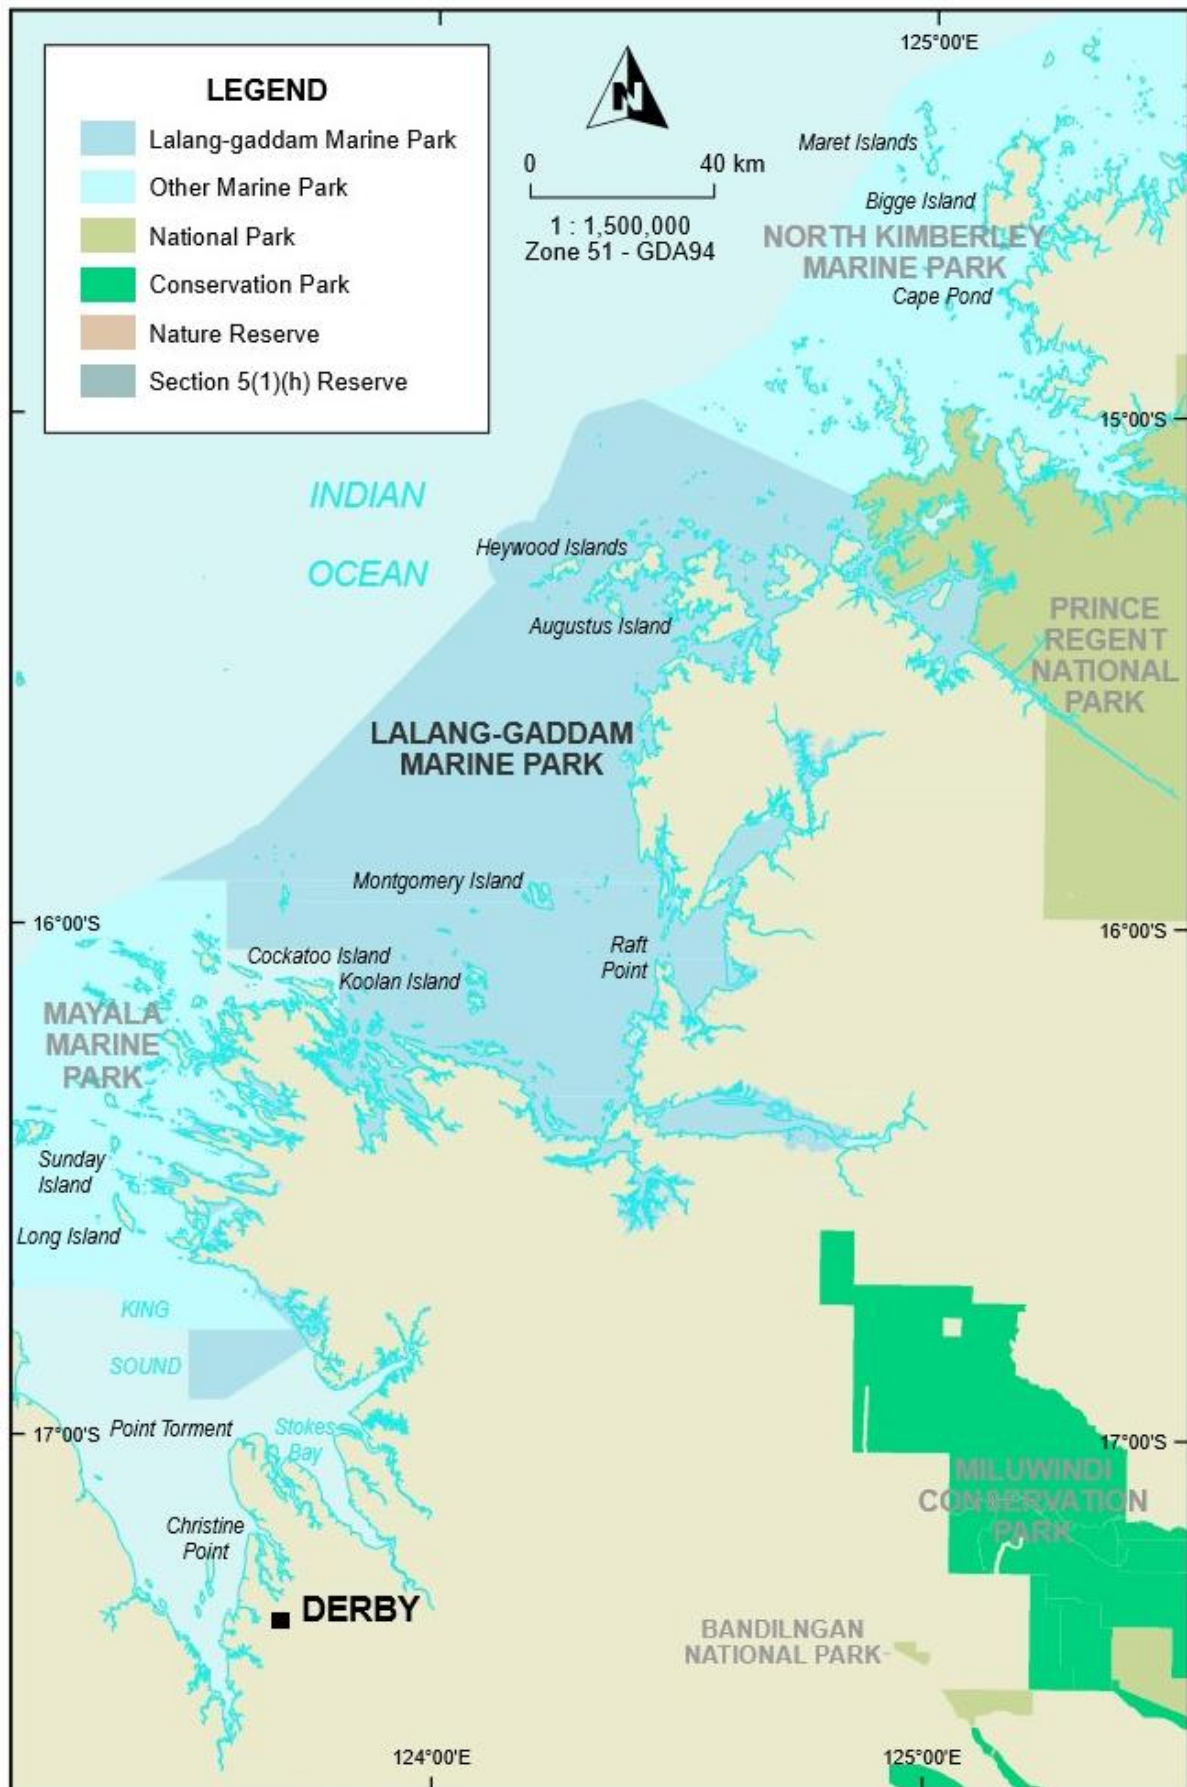 125°00'E
LEGEND
Lalang-gaddam Marine Park
Other Marine Park
National Park
Conservation Park
Nature Reserve
Section 5(1)(h) Reserve
N
0 40 km
1 : 1,500,000
Zone 51 - GDA94
Maret Islands
Bigge Island
NORTH KIMBERLEY
MARINE PARK
Cape Pond
15°00'S
INDIAN
OCEAN
Heywood Islands
Augustus Island
PRINCE
REGENT
NATIONAL
PARK
LALANG-GADDAM
MARINE PARK
Montgomery Island
16°00'S
16°00'S
Raft
Point
Cockatoo Island
Koolan Island
MAYALA
MARINE
PARK
Sunday
Island
Long Island
KING
SOUND
Point Torment
Stokes
Bay
17°00'S
17°00'S
MILUWINDI
CONSERVATION
PARK
Christine
Point
DERBY
BANDILNGAN
NATIONAL PARK
124°00'E
125°00'E